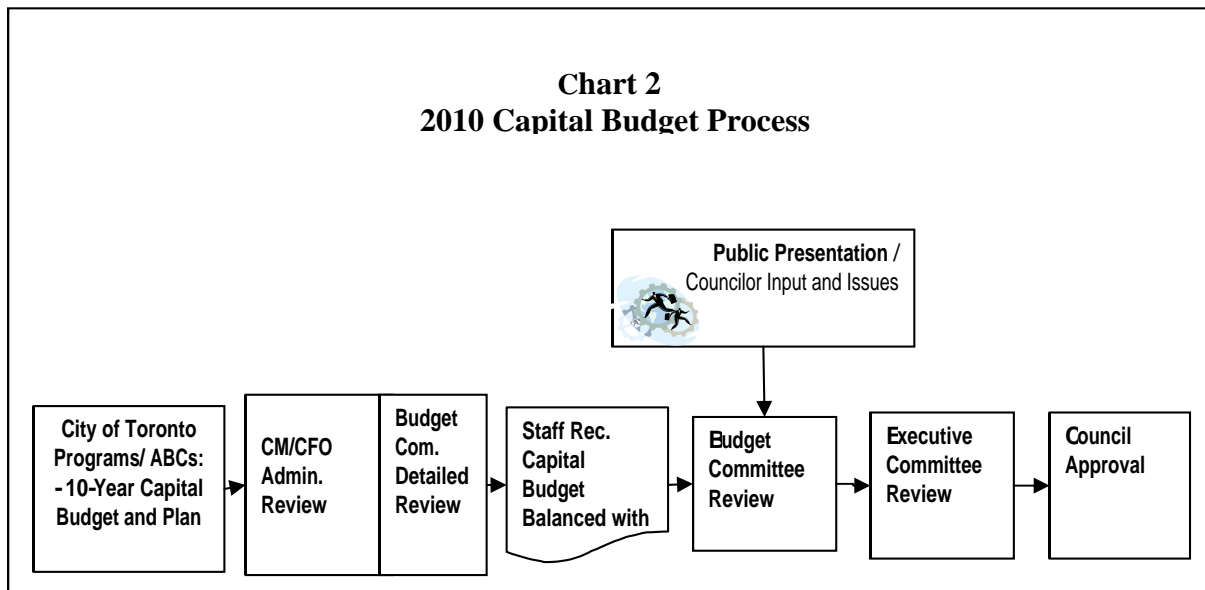 Chart 2
2010 Capital Budget Process
Public Presentation /
Councilor Input and Issues
City of Toronto
Programs/ ABCs:
- 10-Year Capital
Budget and Plan
CM/CFO
Admin.
Review
Budget
Com.
Detailed
Review
Staff Rec.
Capital
Budget
Balanced with
Budget
Committee
Review
Executive
Committee
Review
Council
Approval